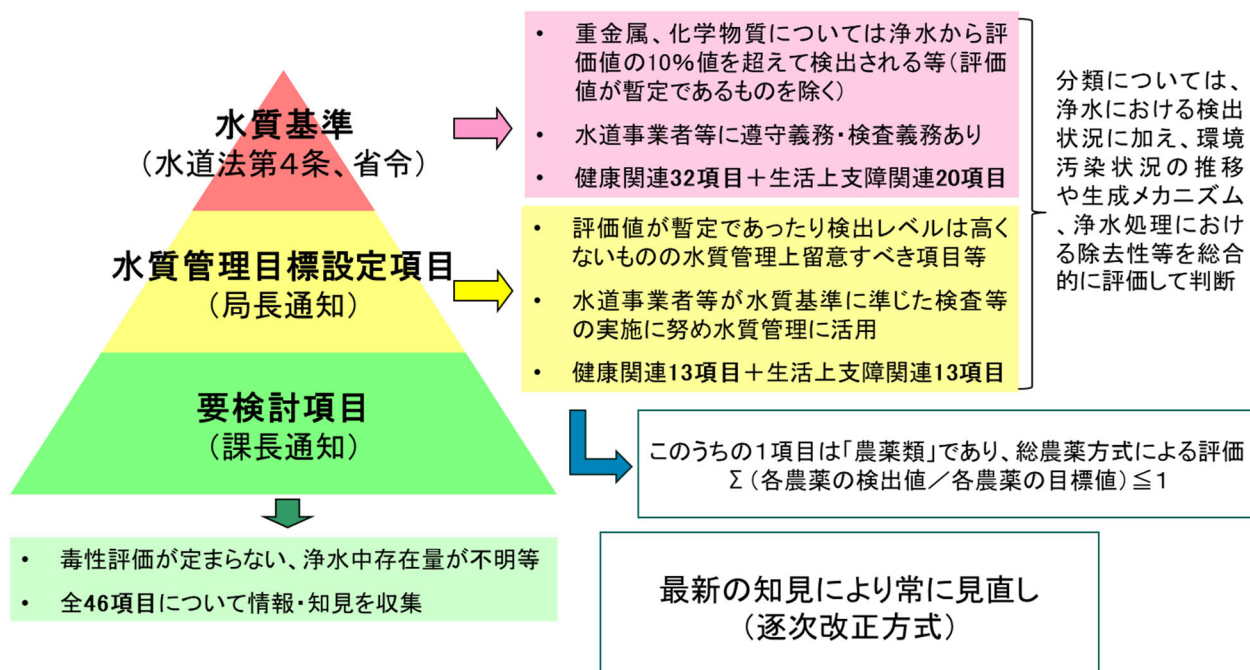 水質基準
（水道法第４条、省令）
水質管理目標設定項目
（局長通知）
要検討項目
（課長通知）
• 重金属、化学物質については浄水から評
価値の10％値を超えて検出される等（評価
値が暫定であるものを除く）
• 水道事業者等に遵守義務・検査義務あり
• 健康関連32項目＋生活上支障関連20項目
• 評価値が暫定であったり検出レベルは高く
ないものの水質管理上留意すべき項目等
• 水道事業者等が水質基準に準じた検査等
の実施に努め水質管理に活用
• 健康関連13項目＋生活上支障関連13項目
分類については、
浄水における検出
状況に加え、環境
汚染状況の推移
や生成メカニズム
、浄水処理におけ
る除去性等を総合
的に評価して判断
このうちの１項目は「農薬類」であり、総農薬方式による評価
Σ（各農薬の検出値／各農薬の目標値）≦１
• 毒性評価が定まらない、浄水中存在量が不明等
• 全46項目について情報・知見を収集
最新の知見により常に見直し
（逐次改正方式）